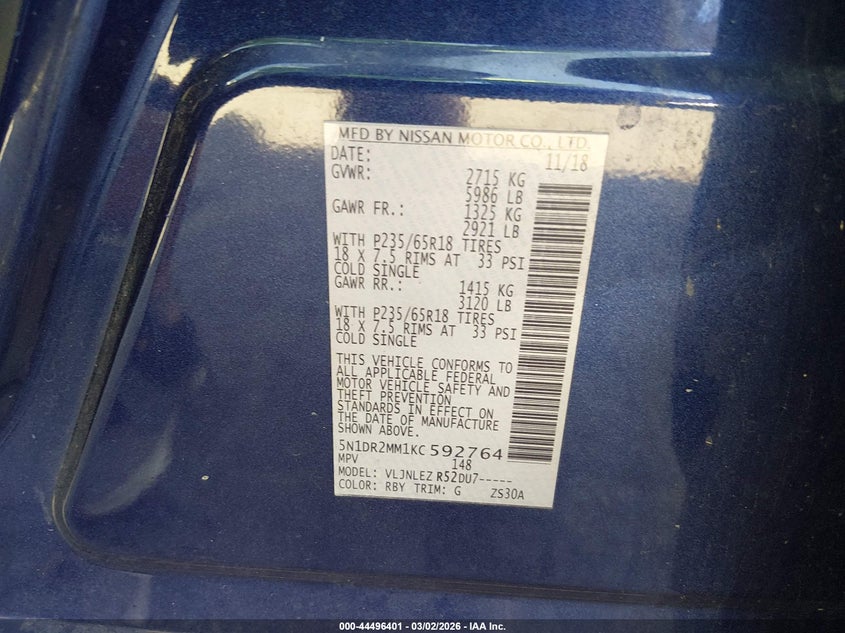 MFD BY NISSAN MOTOR CO., LTD.
DATE: 11/18
GVWR: 2715 KG
5986 LB
GAWR FR.: 1325 KG
2921 LB
WITH P235/65R18 TIRES
18 X 7.5 RIMS AT 33 PSI
COLD SINGLE
GAWR RR.: 1415 KG
3120 LB
WITH P235/65R18 TIRES
18 X 7.5 RIMS AT 33 PSI
COLD SINGLE
THIS VEHICLE CONFORMS TO
ALL APPLICABLE FEDERAL
MOTOR VEHICLE SAFETY AND
THEFT PREVENTION
STANDARDS IN EFFECT ON
THE DATE OF MANUFACTURE
SHOWN ABOVE.
5N1DR2MM1KC592764
MPV 148
MODEL: VLJNLEZ R52DU7-----
COLOR: RBY TRIM: G ZS30A
000-44496401 — 03/02/2026 — IAA Inc.